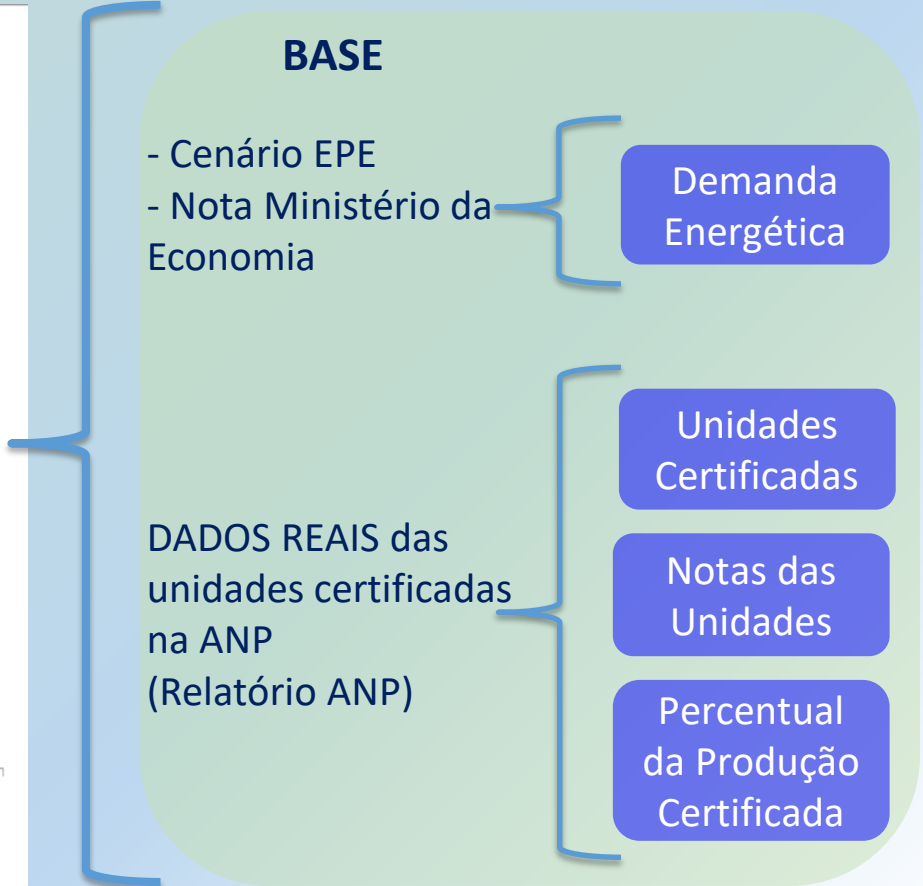 BASE
- Cenário EPE
- Nota Ministério da
Economia
Demanda
Energética
DADOS REAIS das
unidades certificadas
na ANP
(Relatório ANP)
Unidades
Certificadas
Notas das
Unidades
Percentual
da Produção
Certificada